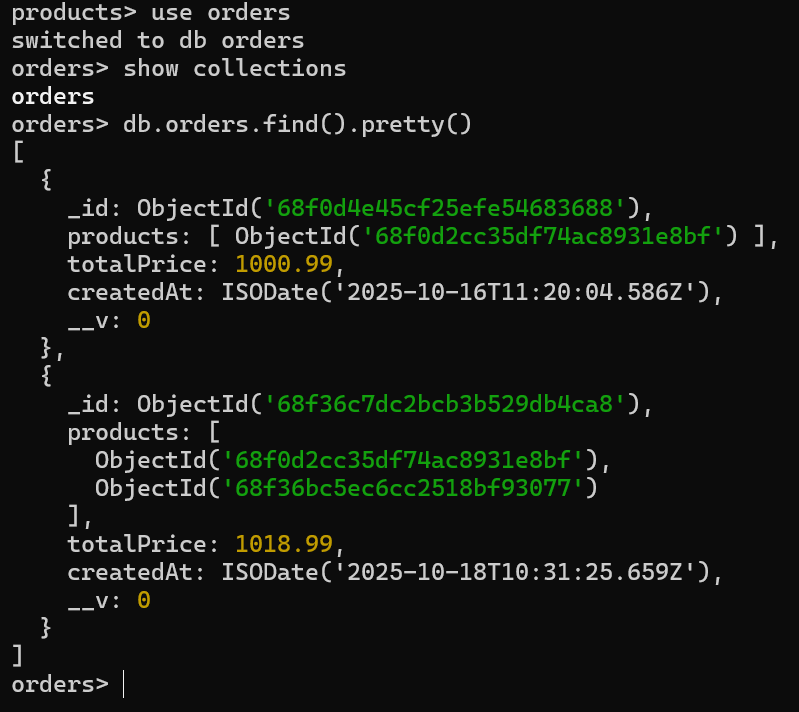 products> use orders
switched to db orders
orders> show collections
orders
orders> db.orders.find().pretty()
[
  {
    _id: ObjectId('68f0d4e45cf25efe54683688'),
    products: [ ObjectId('68f0d2cc35df74ac8931e8bf') ],
    totalPrice: 1000.99,
    createdAt: ISODate('2025-10-16T11:20:04.586Z'),
    __v: 0
  },
  {
    _id: ObjectId('68f36c7dc2bcb3b529db4ca8'),
    products: [
      ObjectId('68f0d2cc35df74ac8931e8bf'),
      ObjectId('68f36bc5ec6cc2518bf93077')
    ],
    totalPrice: 1018.99,
    createdAt: ISODate('2025-10-18T10:31:25.659Z'),
    __v: 0
  }
]
orders>